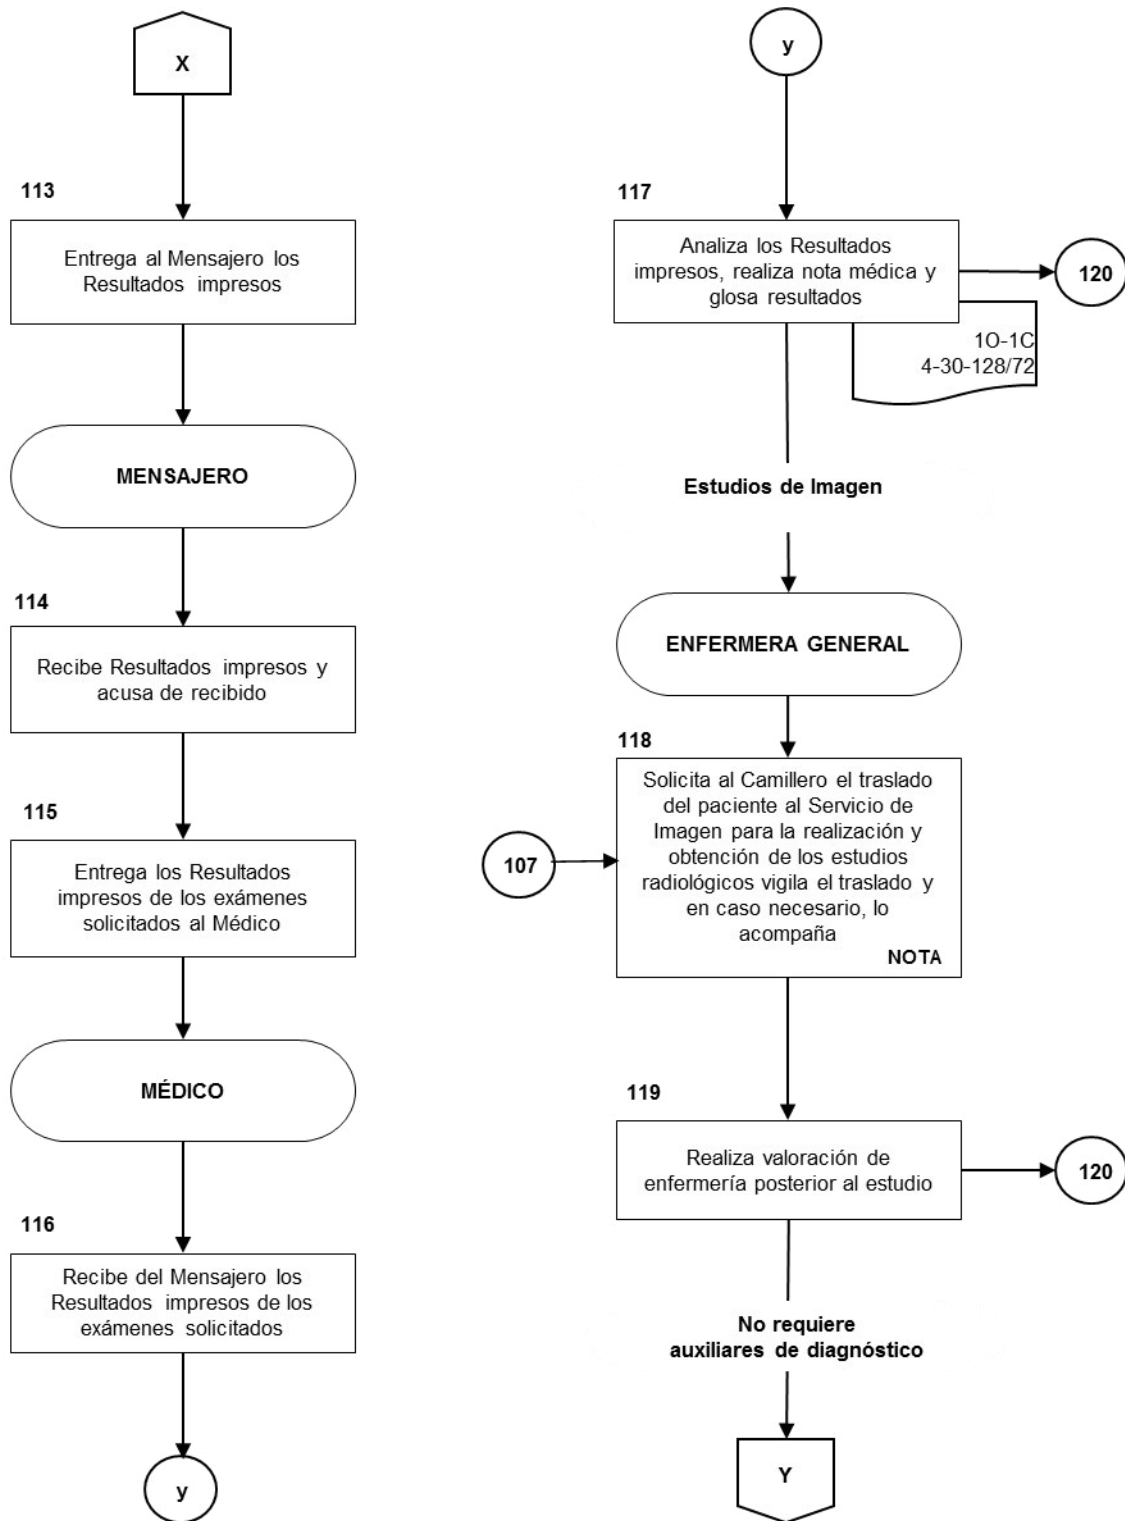 X
113
Entrega al Mensajero los
Resultados impresos
MENSAJERO
114
Recibe Resultados impresos y
acusa de recibido
115
Entrega los Resultados
impresos de los exámenes
solicitados al Médico
MÉDICO
116
Recibe del Mensajero los
Resultados impresos de los
exámenes solicitados
y
y
117
Analiza los Resultados
impresos, realiza nota médica y
glosa resultados
120
1O-1C
4-30-128/72
Estudios de Imagen
ENFERMERA GENERAL
118
Solicita al Camillero el traslado
del paciente al Servicio de
Imagen para la realización y
obtención de los estudios
radiológicos vigila el traslado y
en caso necesario, lo
acompaña
NOTA
107
119
Realiza valoración de
enfermería posterior al estudio
120
No requiere
auxiliares de diagnóstico
Y